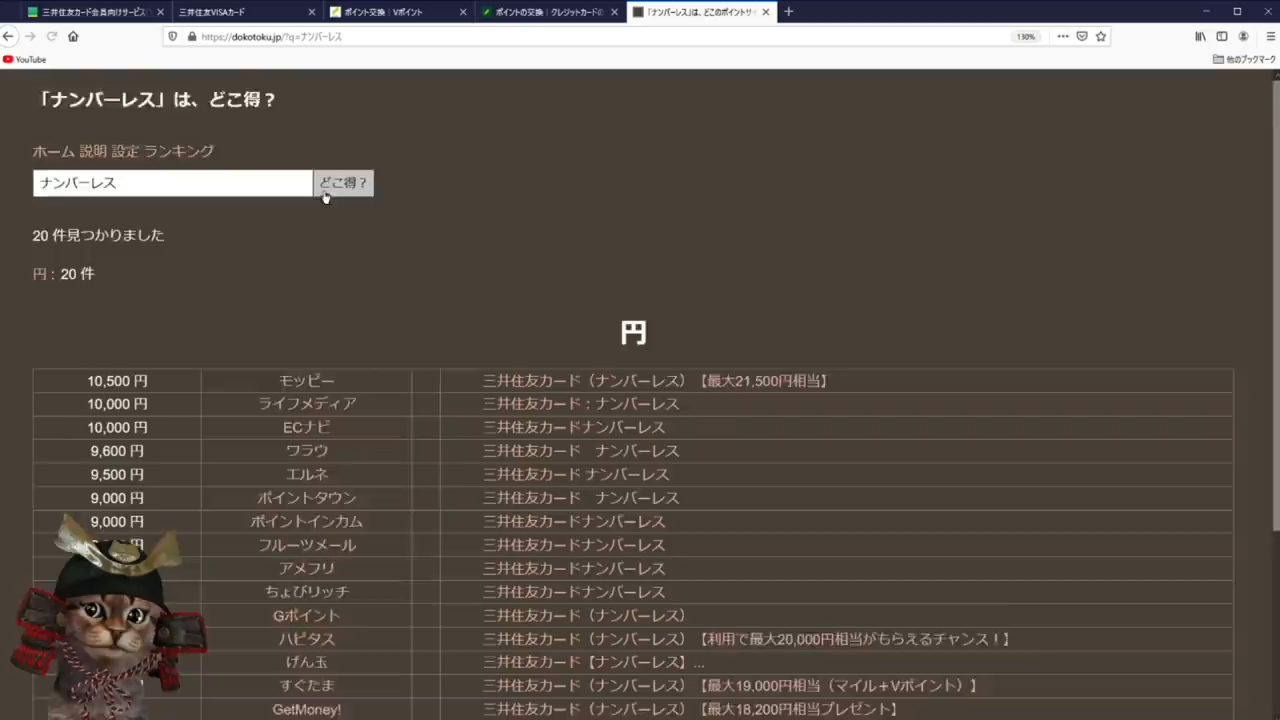 三井住友カード会員向けサービス
三井住友VISAカード
ポイント交換｜Vポイント
ポイントの交換｜クレジットカードの
「ナンバーレス」は、どこのポイントサイ
https://dokotoku.jp/?q=ナンバーレス
130%
YouTube
他のブックマーク
「ナンバーレス」は、どこ得？
ホーム 説明 設定 ランキング
ナンバーレス どこ得？
20 件見つかりました
円：20 件
円
10,500 円 モッピー 三井住友カード（ナンバーレス）【最大21,500円相当】
10,000 円 ライフメディア 三井住友カード；ナンバーレス
10,000 円 ECナビ 三井住友カードナンバーレス
9,600 円 ワラウ 三井住友カード　ナンバーレス
9,500 円 エルネ 三井住友カード ナンバーレス
9,000 円 ポイントタウン 三井住友カード　ナンバーレス
9,000 円 ポイントインカム 三井住友カードナンバーレス
円 フルーツメール 三井住友カードナンバーレス
アメフリ 三井住友カードナンバーレス
ちょびリッチ 三井住友カードナンバーレス
Gポイント 三井住友カード（ナンバーレス）
ハピタス 三井住友カード（ナンバーレス）【利用で最大20,000円相当がもらえるチャンス！】
げん玉 三井住友カード【ナンバーレス】...
すぐたま 三井住友カード（ナンバーレス）【最大19,000円相当（マイル＋Vポイント）】
GetMoney! 三井住友カード（ナンバーレス）【最大18,200円相当プレゼント】